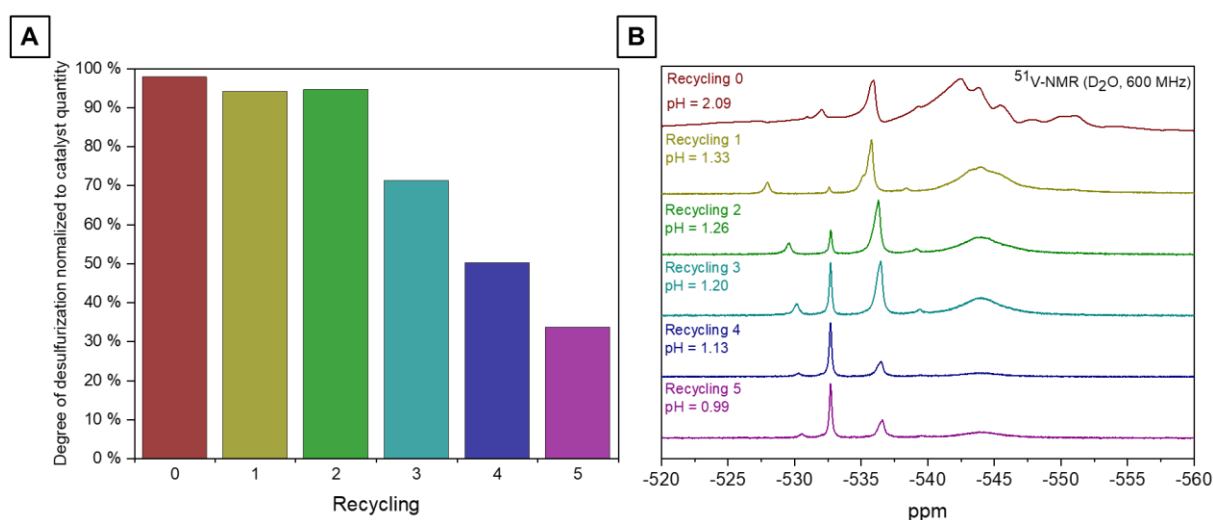 A
Degree of desulfurization nomalized to catalyst quantity
100 %
90 %
80 %
70 %
60 %
50 %
40 %
30 %
20 %
10 %
0 %
0 1 2 3 4 5
Recycling
B
⁵¹V-NMR (D₂O, 600 MHz)
Recycling 0
pH = 2.09
Recycling 1
pH = 1.33
Recycling 2
pH = 1.26
Recycling 3
pH = 1.20
Recycling 4
pH = 1.13
Recycling 5
pH = 0.99
-520 -525 -530 -535 -540 -545 -550 -555 -560
ppm